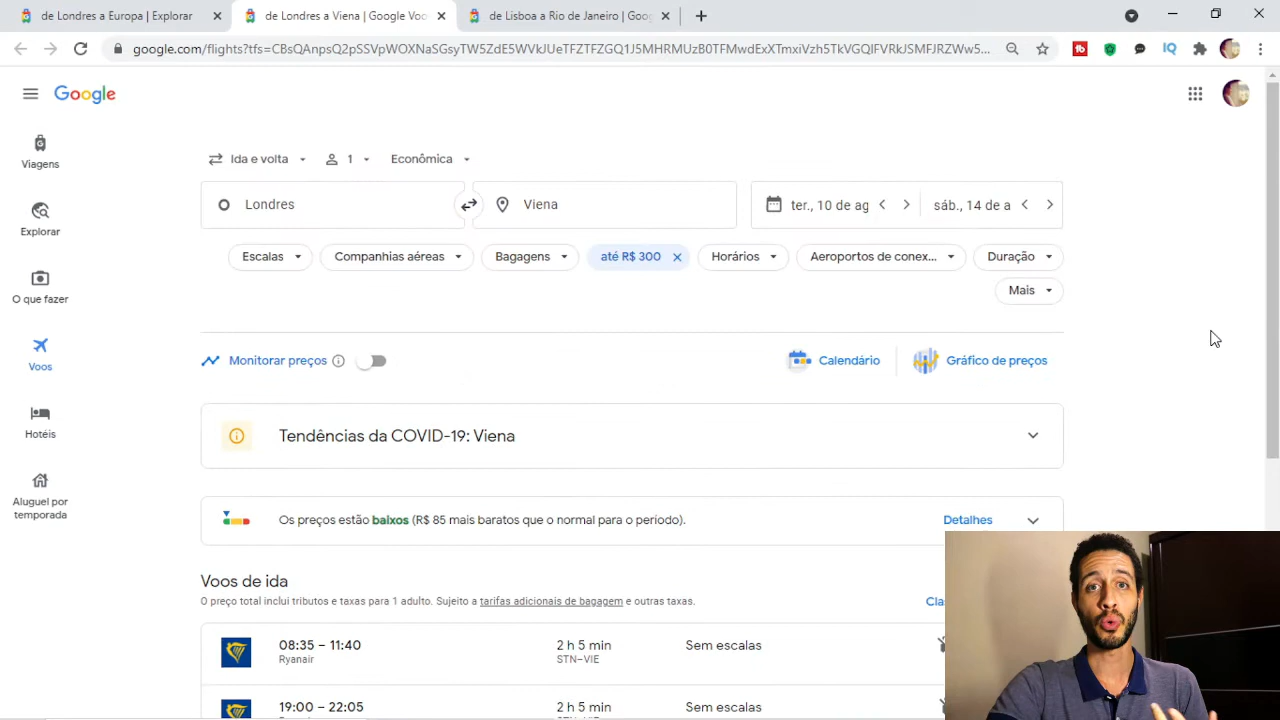 de Londres a Europa | Explorar
de Londres a Viena | Google Voo
de Lisboa a Rio de Janeiro | Goog
google.com/flights?tfs=
Google
Viagens
Explorar
O que fazer
Voos
Hotéis
Aluguel por
temporada
Ida e volta
1
Econômica
Londres
Viena
ter., 10 de ag
sáb., 14 de a
Escalas
Companhias aéreas
Bagagens
até R$ 300
Horários
Aeroportos de conex...
Duração
Mais
Monitorar preços
Calendário
Gráfico de preços
Tendências da COVID-19: Viena
Os preços estão baixos (R$ 85 mais baratos que o normal para o período).
Detalhes
Voos de ida
O preço total inclui tributos e taxas para 1 adulto. Sujeito a tarifas adicionais de bagagem e outras taxas.
08:35 – 11:40
Ryanair
2 h 5 min
STN–VIE
Sem escalas
19:00 – 22:05
2 h 5 min
Sem escalas